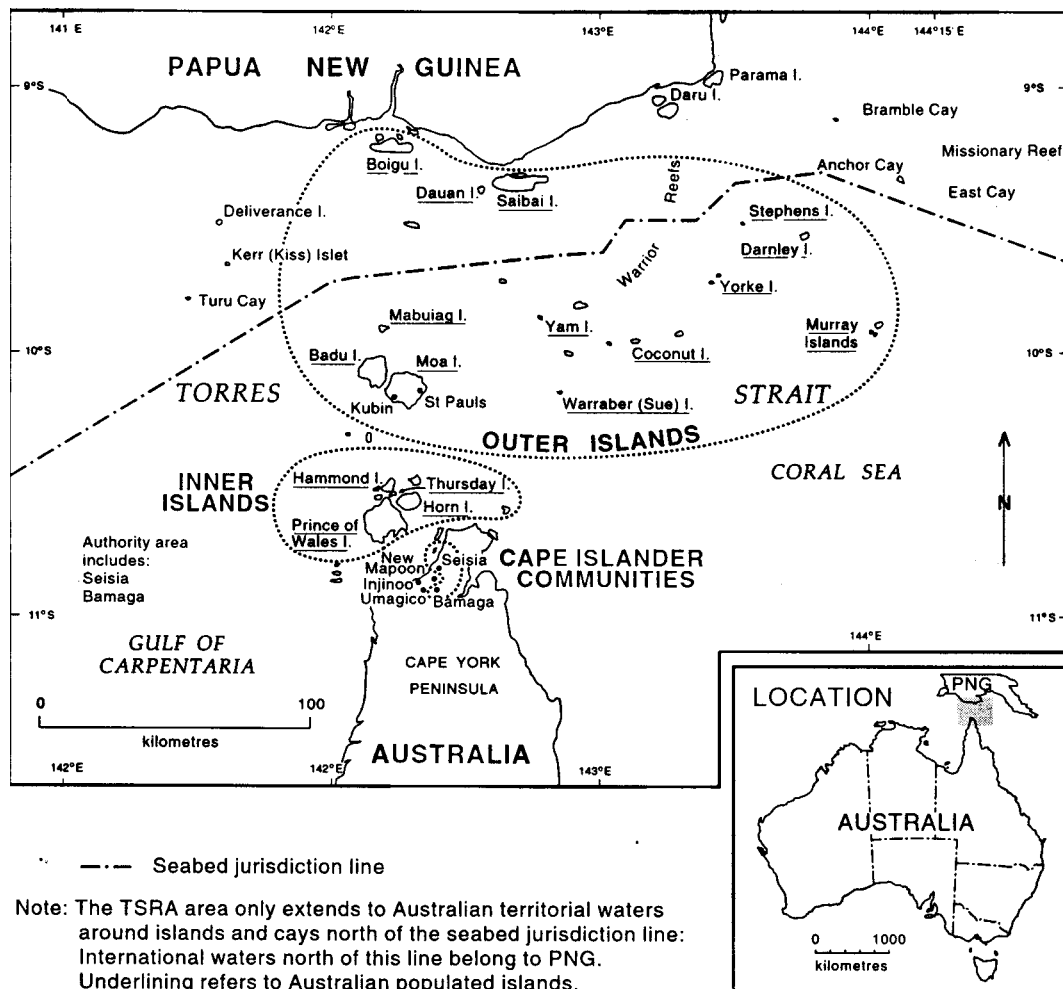 141 E
142°E
143°E
144°E
144°15'E
PAPUA NEW GUINEA
Parama I.
9°S
9°S
Daru I.
Bramble Cay
Missionary Reef
Boigu I.
Reefs
Anchor Cay
Dauan I.
East Cay
Saibai I.
Deliverance I.
Stephens I.
Darnley I.
Kerr (Kiss) Islet
Warrior
Yorke I.
Turu Cay
Mabuiag I.
Yam I.
Murray
Islands
10°S
10°S
Badu I.
Moa I.
Coconut I.
TORRES
STRAIT
Kubin
St Pauls
Warraber (Sue) I.
OUTER ISLANDS
CORAL SEA
INNER
ISLANDS
Hammond I.
Thursday I.
Horn I.
N
Prince of
Wales I.
Authority area
includes:
Seisia
Bamaga
New
Mapoon
Seisia
Injinoo
Umagico
Bamaga
CAPE ISLANDER
COMMUNITIES
11°S
11°S
GULF OF
CARPENTARIA
144°E
CAPE YORK
PENINSULA
0 100
kilometres
AUSTRALIA
142°E
142°E
143°E
LOCATION
PNG
AUSTRALIA
0 1000
kilometres
Seabed jurisdiction line
Note: The TSRA area only extends to Australian territorial waters
around islands and cays north of the seabed jurisdiction line:
International waters north of this line belong to PNG.
Underlining refers to Australian populated islands.